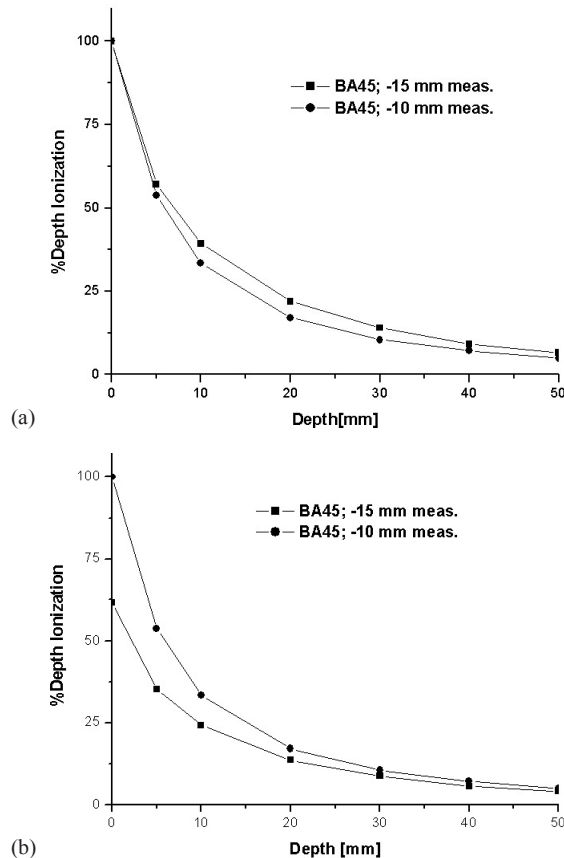 100
75
50
25
0
%Depth Ionization
BA45; -15 mm meas.
BA45; -10 mm meas.
0 10 20 30 40 50
Depth[mm]
(a)
100
75
50
25
0
%Depth Ionization
BA45; -15 mm meas.
BA45; -10 mm meas.
0 10 20 30 40 50
Depth [mm]
(b)